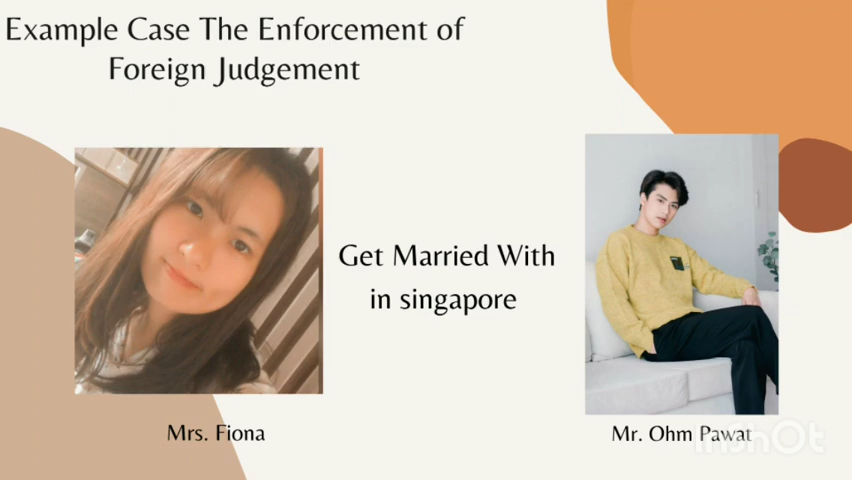 Example Case The Enforcement of
Foreign Judgement
Get Married With
in singapore
Mrs. Fiona
Mr. Ohm Pawat
InShOt